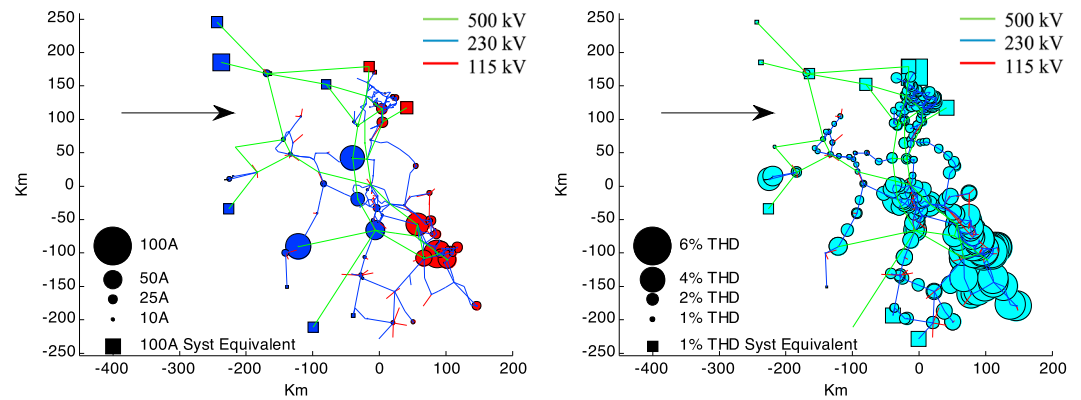 250
200
150
100
50
0
-50
-100
-150
-200
-250
Km
-400
-300
-200
-100
0
100
200
Km
500 kV
230 kV
115 kV
100A
50A
25A
10A
100A Syst Equivalent
250
200
150
100
50
0
-50
-100
-150
-200
-250
Km
-400
-300
-200
-100
0
100
200
Km
500 kV
230 kV
115 kV
6% THD
4% THD
2% THD
1% THD
1% THD Syst Equivalent